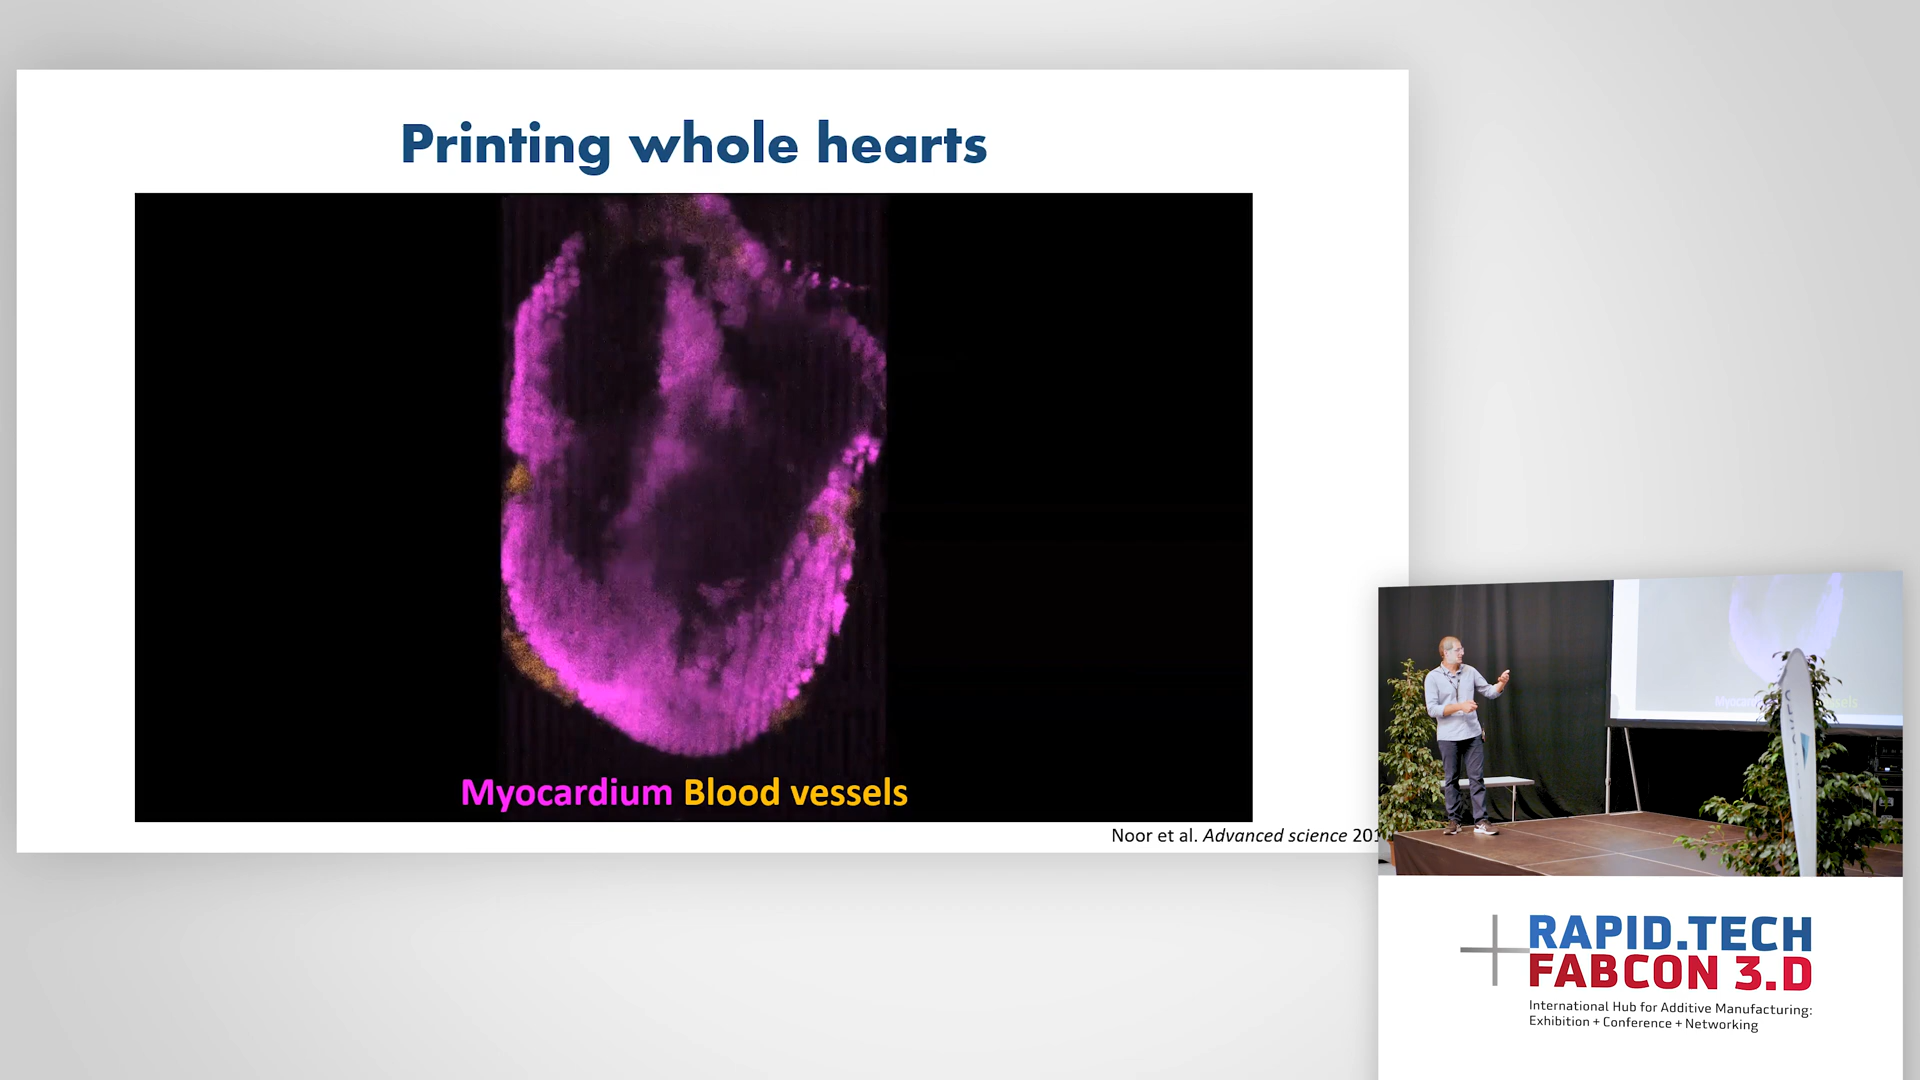 Printing whole hearts
Myocardium Blood vessels
Noor et al. Advanced science 201
RAPID.TECH
FABCON 3.D
International Hub for Additive Manufacturing:
Exhibition + Conference + Networking